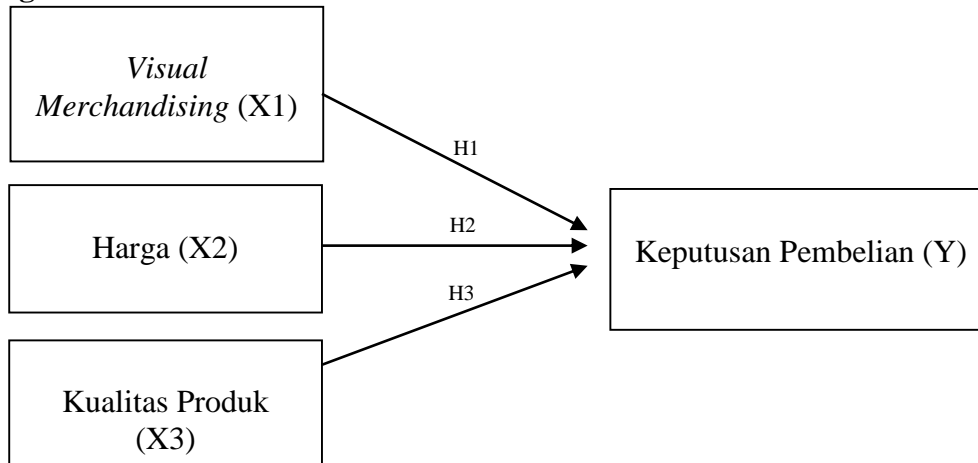 Visual
Merchandising (X1)
H1
Harga (X2)
H2
Keputusan Pembelian (Y)
H3
Kualitas Produk
(X3)